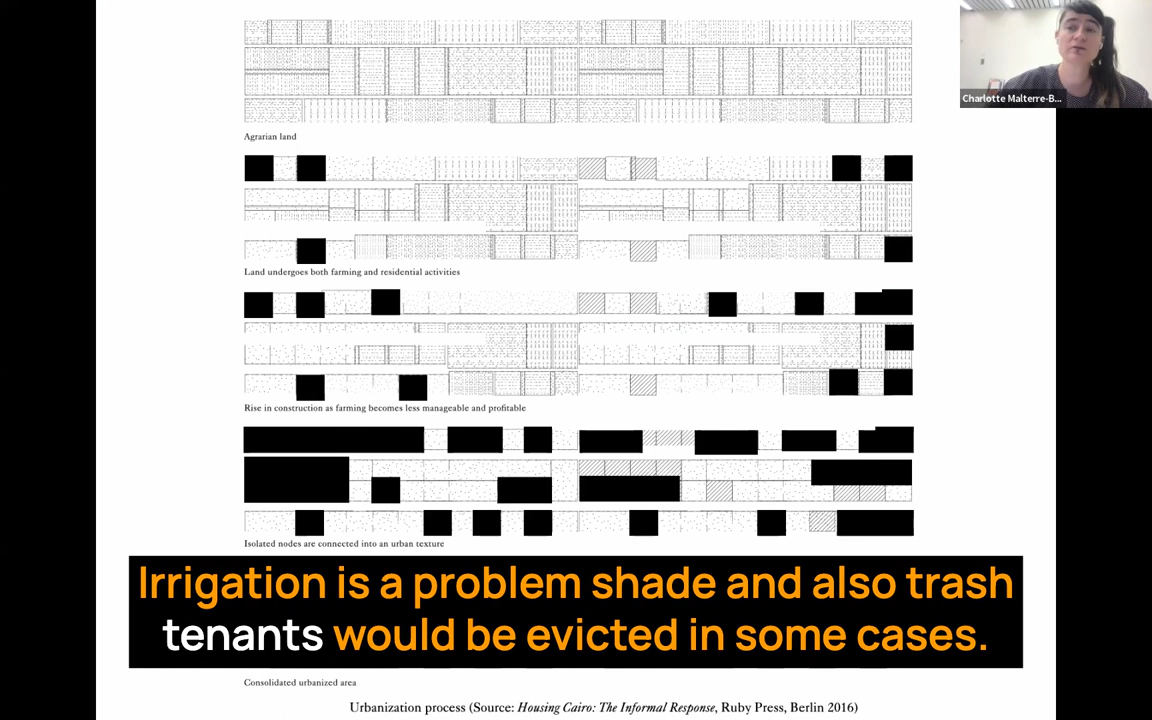 Charlotte Malterre-B...
Agrarian land
Land undergoes both farming and residential activities
Rise in construction as farming becomes less manageable and profitable
Isolated nodes are connected into an urban texture
Irrigation is a problem shade and also trash
tenants would be evicted in some cases.
Consolidated urbanized area
Urbanization process (Source: Housing Cairo: The Informal Response, Ruby Press, Berlin 2016)